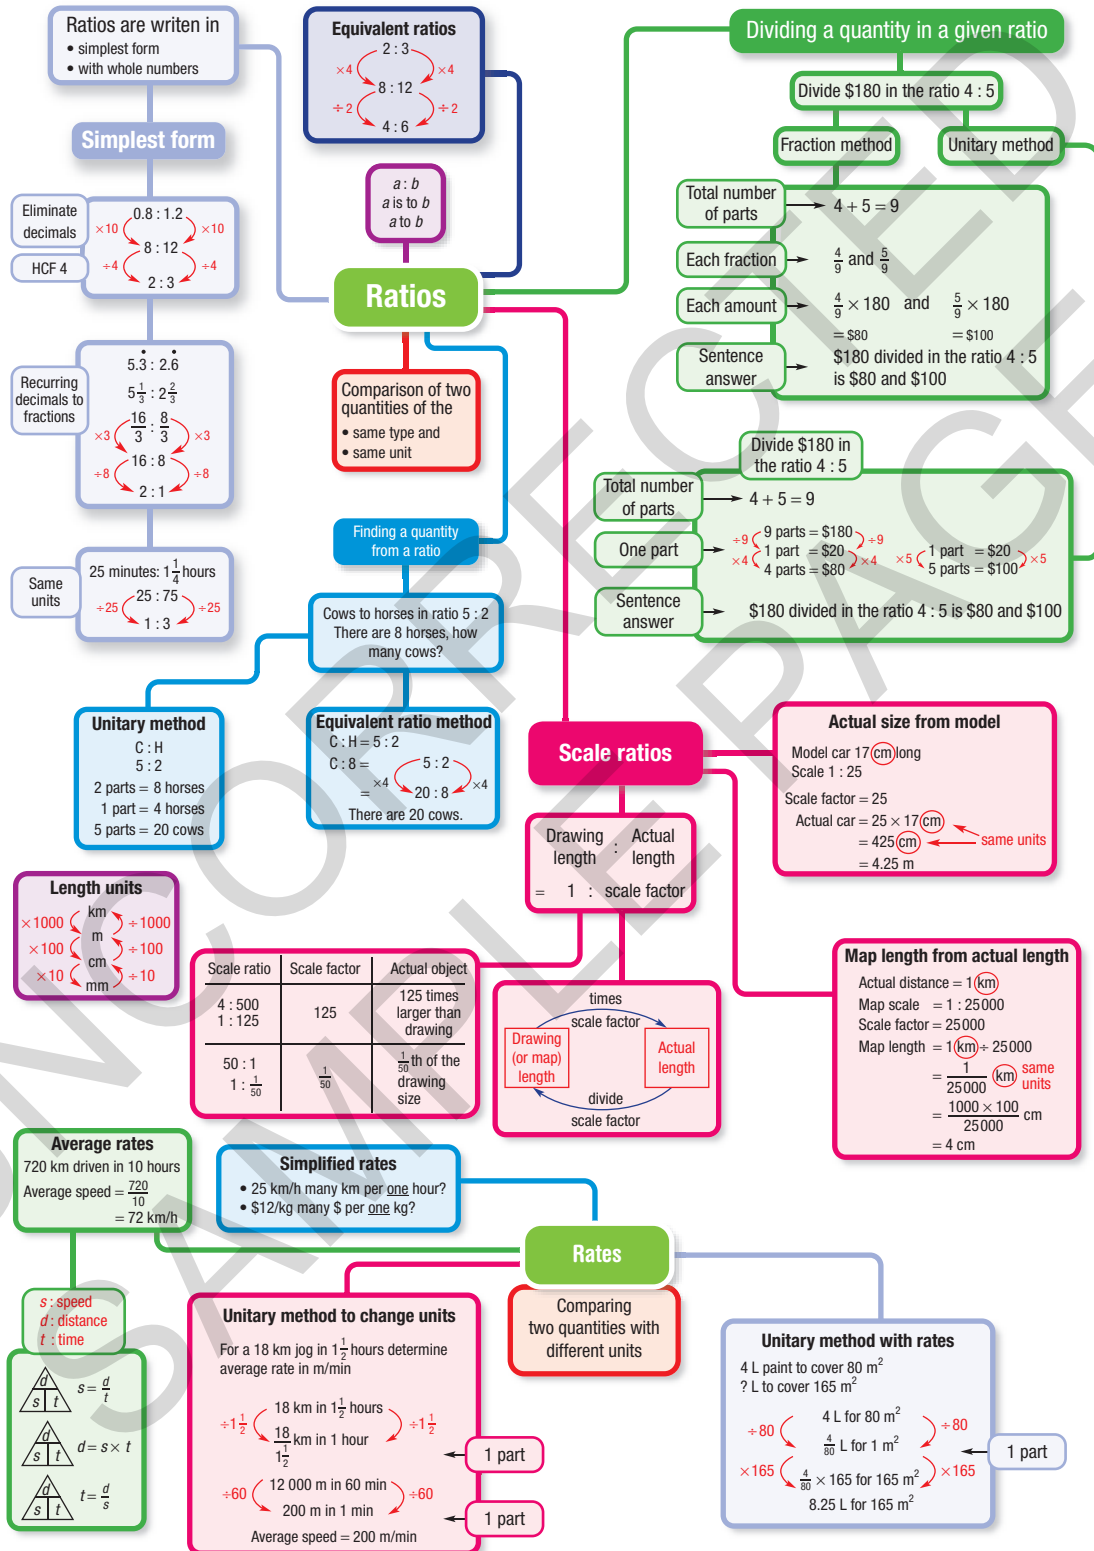 Ratios are writen in
• simplest form
• with whole numbers
Simplest form
Eliminate
decimals
HCF 4
0.8 : 1.2
×10 ×10
8 : 12
÷4 ÷4
2 : 3
Recurring
decimals to
fractions
5.3̇ : 2.6̇
5 1/3 : 2 2/3
16/3 : 8/3
×3 ×3
16 : 8
÷8 ÷8
2 : 1
Same
units
25 minutes: 1 1/4 hours
25 : 75
÷25 ÷25
1 : 3
Equivalent ratios
2 : 3
×4 ×4
8 : 12
÷2 ÷2
4 : 6
a : b
a is to b
a to b
Ratios
Comparison of two
quantities of the
• same type and
• same unit
Dividing a quantity in a given ratio
Divide $180 in the ratio 4 : 5
Fraction method
Unitary method
Total number
of parts
4 + 5 = 9
Each fraction
4/9 and 5/9
Each amount
4/9 × 180 and 5/9 × 180
= $80 = $100
Sentence
answer
$180 divided in the ratio 4 : 5
is $80 and $100
Divide $180 in
the ratio 4 : 5
Total number
of parts
4 + 5 = 9
One part
÷9 9 parts = $180 ÷9
×4 1 part = $20 ×4
4 parts = $80
×5 1 part = $20 ×5
5 parts = $100
Sentence
answer
$180 divided in the ratio 4 : 5 is $80 and $100
Finding a quantity
from a ratio
Cows to horses in ratio 5 : 2
There are 8 horses, how
many cows?
Unitary method
C : H
5 : 2
2 parts = 8 horses
1 part = 4 horses
5 parts = 20 cows
Equivalent ratio method
C : H = 5 : 2
C : 8 = 5 : 2
×4 ×4
= 20 : 8
There are 20 cows.
Scale ratios
Actual size from model
Model car 17 cm long
Scale 1 : 25
Scale factor = 25
Actual car = 25 × 17 cm
= 425 cm
same units
= 4.25 m
Drawing length : Actual length
= 1 : scale factor
Length units
km
×1000 ÷1000
m
×100 ÷100
cm
×10 ÷10
mm
Scale ratio Scale factor Actual object
4 : 500
1 : 125
125
125 times
larger than
drawing
50 : 1
1 : 1/50
1/50
1/50 th of the
drawing
size
times
scale factor
Drawing
(or map)
length
Actual
length
divide
scale factor
Map length from actual length
Actual distance = 1 km
Map scale = 1 : 25000
Scale factor = 25000
Map length = 1 km ÷ 25000
= 1/25000 km same units
= 1000 × 100/25000 cm
= 4 cm
Average rates
720 km driven in 10 hours
Average speed = 720/10
= 72 km/h
Simplified rates
• 25 km/h many km per one hour?
• $12/kg many $ per one kg?
Rates
Comparing
two quantities with
different units
s : speed
d : distance
t : time
d
s t
s = d/t
d
s t
d = s × t
d
s t
t = d/s
Unitary method to change units
For a 18 km jog in 1 1/2 hours determine
average rate in m/min
18 km in 1 1/2 hours
÷1 1/2 ÷1 1/2
18/1 1/2 km in 1 hour
1 part
12 000 m in 60 min
÷60 ÷60
200 m in 1 min
1 part
Average speed = 200 m/min
Unitary method with rates
4 L paint to cover 80 m²
? L to cover 165 m²
4 L for 80 m²
÷80 ÷80
4/80 L for 1 m²
1 part
×165 ×165
4/80 × 165 for 165 m²
8.25 L for 165 m²
UNCORRECTED
SAMPLE PAGES